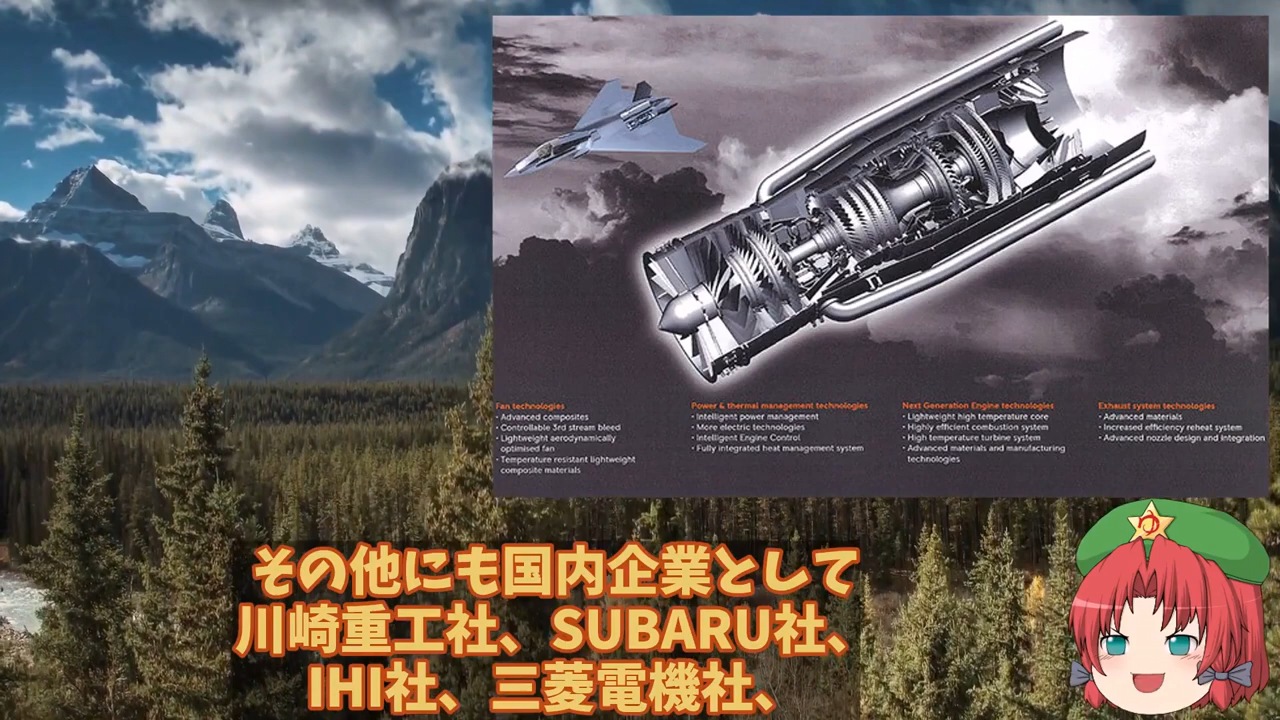 Fan technologies
- Advanced composites
- Controllable 3rd stream bleed
- Lightweight aerodynamically
optimised fan
- Temperature resistant lightweight
composite materials
Power & thermal management technologies
- Intelligent power management
- More electric technologies
- Intelligent Engine Control
- Fully integrated heat management system
Next Generation Engine technologies
- Lightweight high temperature core
- Highly efficient combustion system
- High temperature turbine system
- Advanced materials and manufacturing
technologies
Exhaust system technologies
- Advanced materials
- Increased efficiency reheat system
- Advanced nozzle design and integration
その他にも国内企業として
川崎重工社、SUBARU社、
IHI社、三菱電機社、